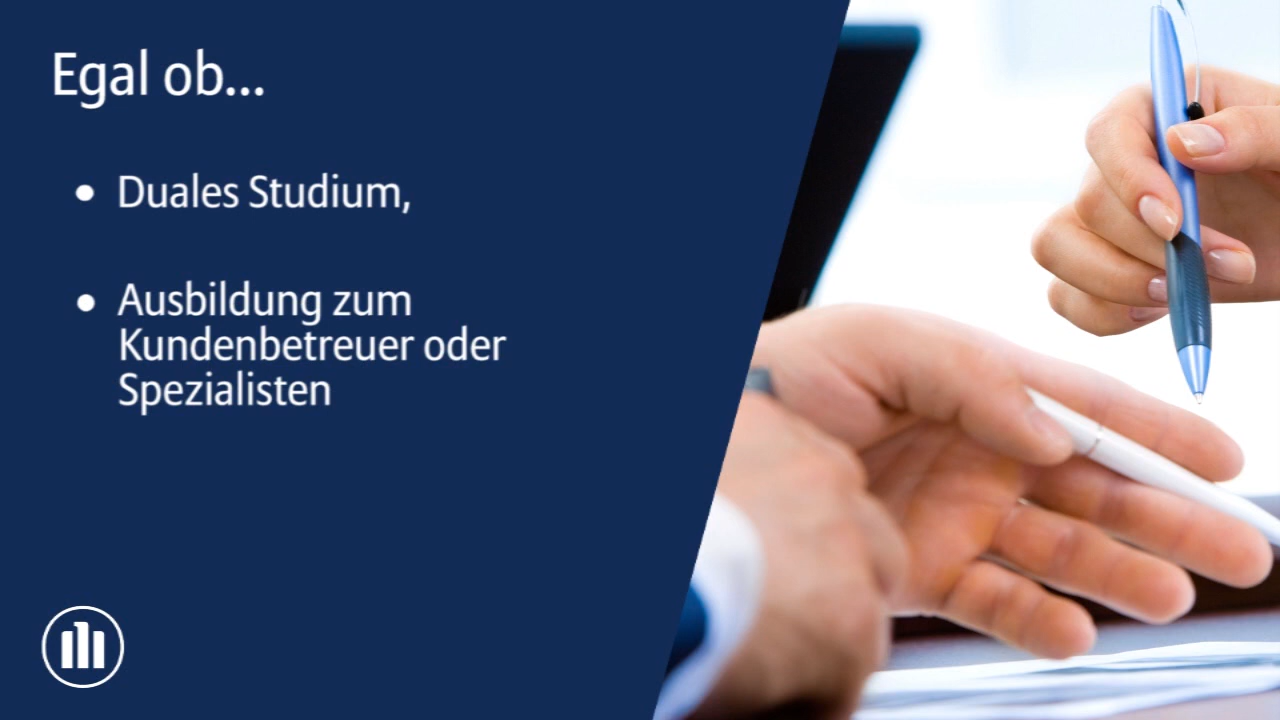 Egal ob...
• Duales Studium,
• Ausbildung zum
Kundenbetreuer oder
Spezialisten